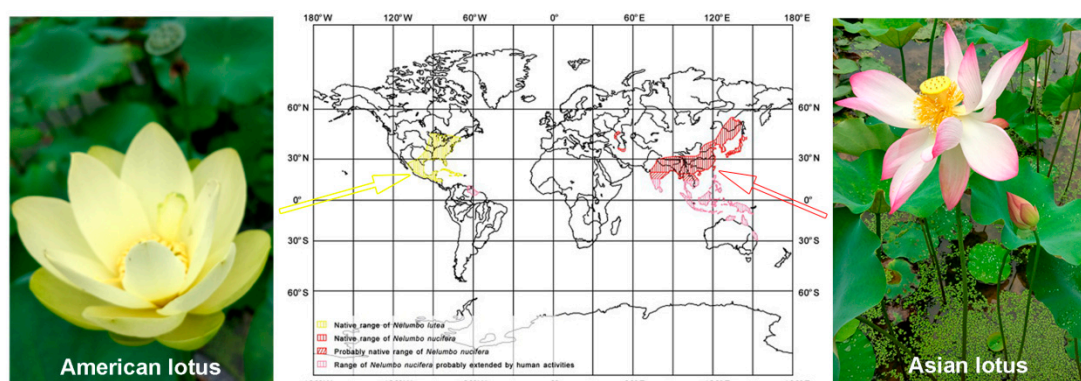 180°W 120°W 60°W 0° 60°E 120°E 180°E
60°N 60°N
30°N 30°N
0° 0°
30°S 30°S
60°S 60°S
Native range of Nelumbo lutea
Native range of Nelumbo nucifera
Probably native range of Nelumbo nucifera
Range of Nelumbo nucifera probably extended by human activities
American lotus
Asian lotus